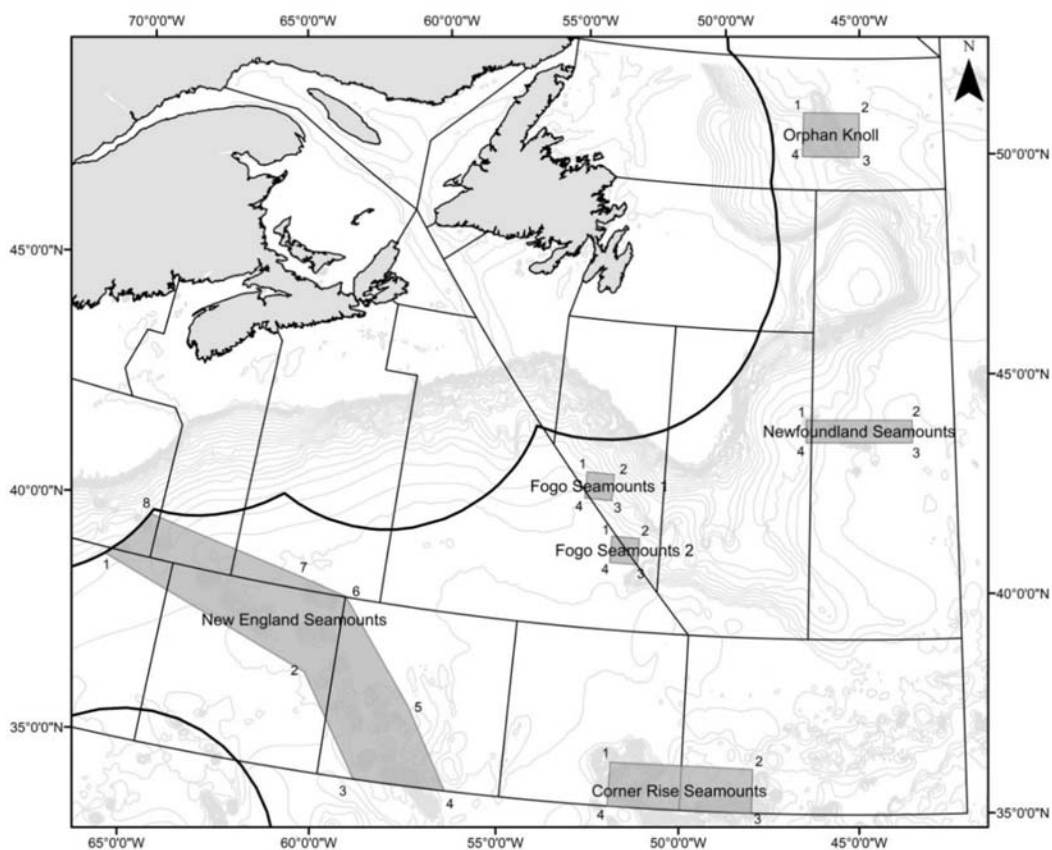 70°0'0"W 65°0'0"W 60°0'0"W 55°0'0"W 50°0'0"W 45°0'0"W
N
1 2
Orphan Knoll
4 3
50°0'0"N
45°0'0"N
45°0'0"N
1 2
Newfoundland Seamounts
4 3
1 2
Fogo Seamounts 1
4 3
40°0'0"N
8
1 2
Fogo Seamounts 2
4 3
1
7
6
40°0'0"N
New England Seamounts
2
5
35°0'0"N
1 2
Corner Rise Seamounts
3 4
4 3
35°0'0"N
65°0'0"W 60°0'0"W 55°0'0"W 50°0'0"W 45°0'0"W